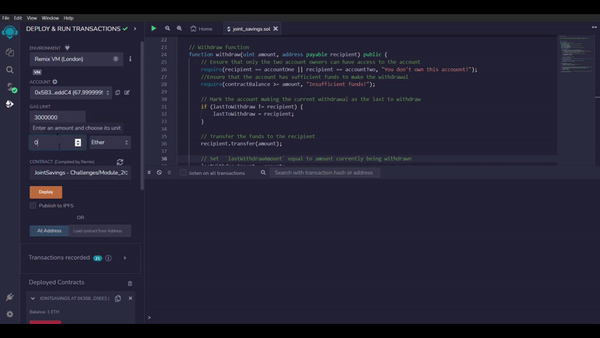 File Edit View Window Help
DEPLOY & RUN TRANSACTIONS
ENVIRONMENT
Remix VM (London)
VM
ACCOUNT
0x5B3...eddC4 (67.9999999
GAS LIMIT
3000000
Enter an amount and choose its unit
0
Ether
CONTRACT (Compiled by Remix)
JointSavings - Challenges/Module_20
Deploy
Publish to IPFS
OR
At Address
Load contract from Address
Transactions recorded 21
Deployed Contracts
Balance: 1 ETH
Home
joint_savings.sol
22
23 // Withdraw function
24 function withdraw(uint amount, address payable recipient) public {
25 // Ensure that only the two account owners can have access to the account
26 require(recipient == accountOne || recipient == accountTwo, "You don't own this account!");
27 //Ensure that the account has sufficient funds to make the withdrawal
28 require(contractBalance >= amount, "Insufficient funds!");
29
30 // Mark the account making the current withdrawal as the last to withdraw
31 if (lastToWithdraw != recipient) {
32 lastToWithdraw = recipient;
33 }
34
35 // Transfer the funds to the recipient
36 recipient.transfer(amount);
37
38 // Set `lastWithdrawAmount` equal to amount currently being withdrawn
0
listen on all transactions
Search with transaction hash or address
>